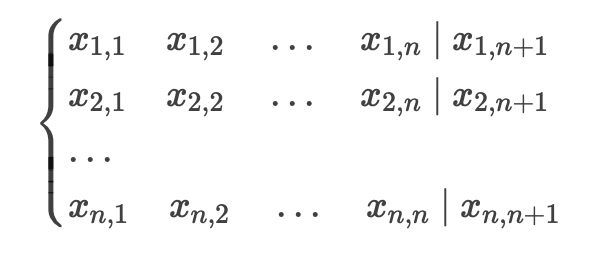 x₁,₁ x₁,₂ ... x₁,ₙ | x₁,ₙ₊₁
x₂,₁ x₂,₂ ... x₂,ₙ | x₂,ₙ₊₁
...
xₙ,₁ xₙ,₂ ... xₙ,ₙ | xₙ,ₙ₊₁